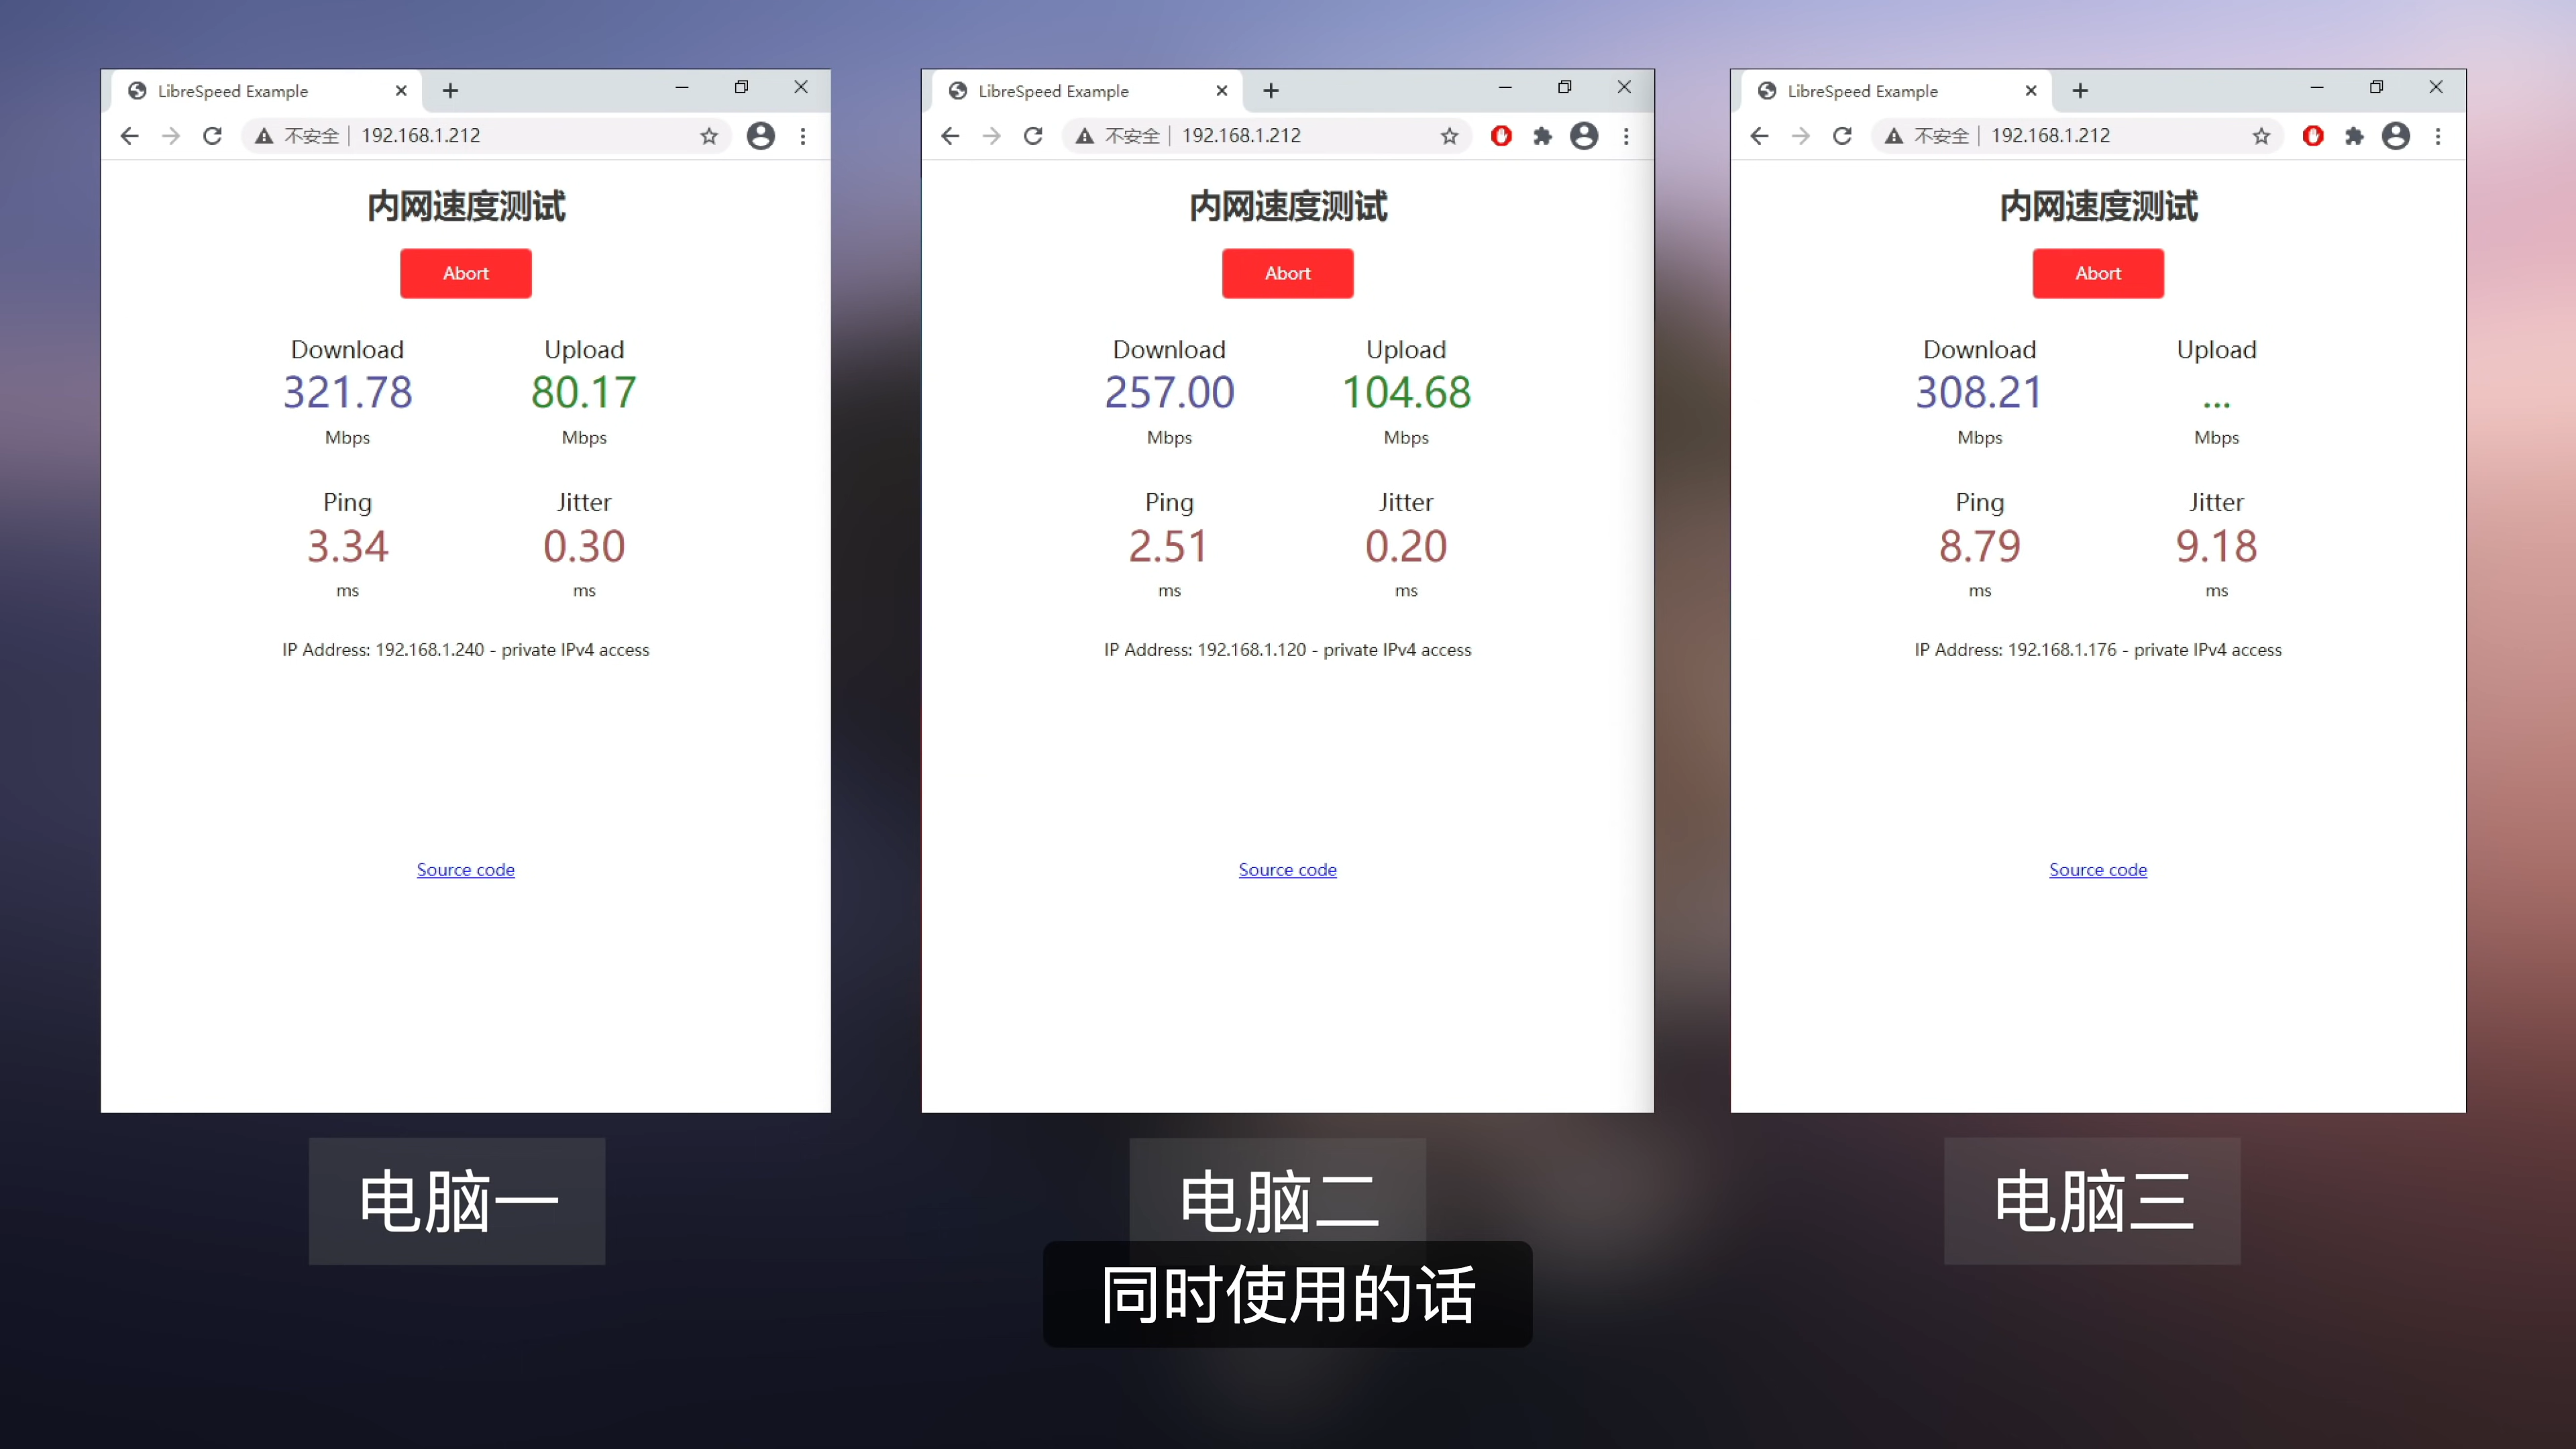 LibreSpeed Example
不安全 192.168.1.212
内网速度测试
Abort
Download Upload
321.78 80.17
Mbps Mbps
Ping Jitter
3.34 0.30
ms ms
IP Address: 192.168.1.240 - private IPv4 access
Source code
电脑一
LibreSpeed Example
不安全 192.168.1.212
内网速度测试
Abort
Download Upload
257.00 104.68
Mbps Mbps
Ping Jitter
2.51 0.20
ms ms
IP Address: 192.168.1.120 - private IPv4 access
Source code
电脑二
LibreSpeed Example
不安全 192.168.1.212
内网速度测试
Abort
Download Upload
308.21 ...
Mbps Mbps
Ping Jitter
8.79 9.18
ms ms
IP Address: 192.168.1.176 - private IPv4 access
Source code
电脑三
同时使用的话